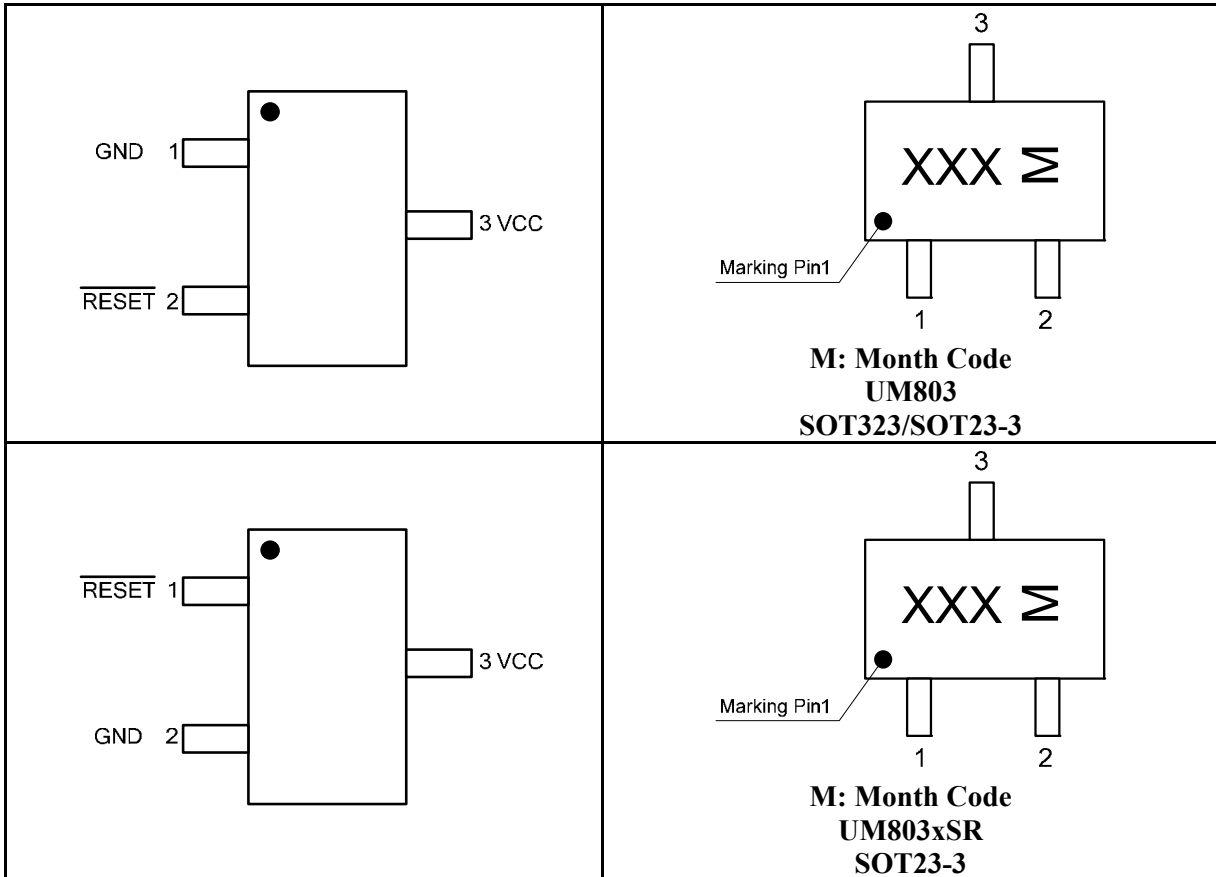 GND 1
3 VCC
RESET 2
3
XXX M
Marking Pin1
1 2
M: Month Code
UM803
SOT323/SOT23-3
RESET 1
3 VCC
GND 2
3
XXX M
Marking Pin1
1 2
M: Month Code
UM803xSR
SOT23-3